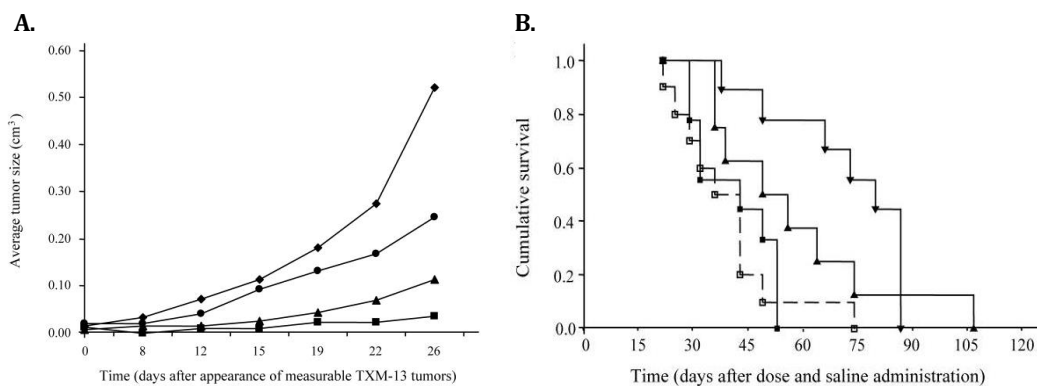 A.
0.60
0.50
0.40
0.30
0.20
0.10
0.00
Average tumor size (cm³)
0 8 12 15 19 22 26
Time (days after appearance of measurable TXM-13 tumors)
B.
1.0
0.8
0.6
0.4
0.2
0.0
Cumulative survival
0 15 30 45 60 75 90 105 120
Time (days after dose and saline administration)